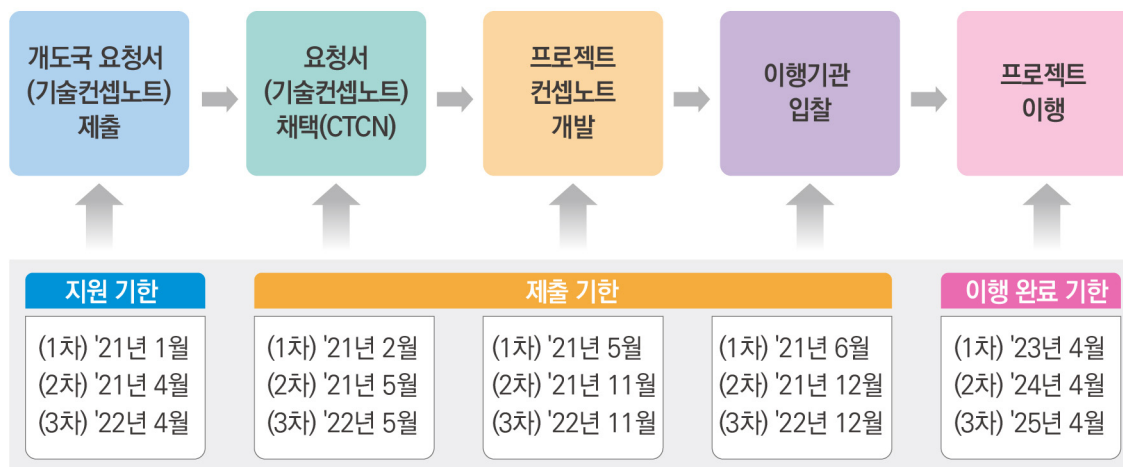 개도국 요청서
(기술컨셉노트)
제출
요청서
(기술컨셉노트)
채택(CTCN)
프로젝트
컨셉노트
개발
이행기관
입찰
프로젝트
이행
지원 기한
(1차) '21년 1월
(2차) '21년 4월
(3차) '22년 4월
제출 기한
(1차) '21년 2월
(2차) '21년 5월
(3차) '22년 5월
(1차) '21년 5월
(2차) '21년 11월
(3차) '22년 11월
(1차) '21년 6월
(2차) '21년 12월
(3차) '22년 12월
이행 완료 기한
(1차) '23년 4월
(2차) '24년 4월
(3차) '25년 4월